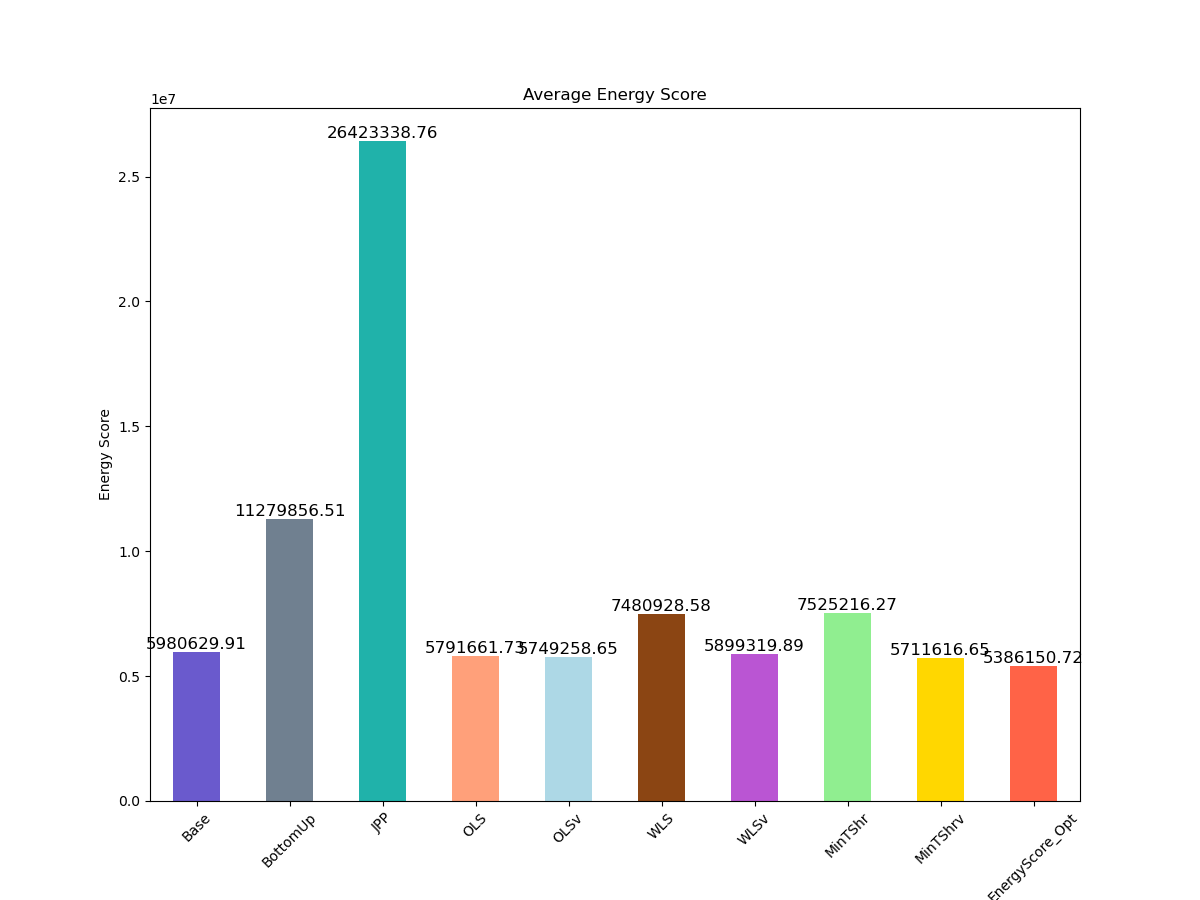 Average Energy Score
1e7
Energy Score
2.5
2.0
1.5
1.0
0.5
0.0
5980629.91
11279856.51
26423338.76
5791661.73
5749258.65
7480928.58
5899319.89
7525216.27
5711616.65
5386150.72
Base
BottomUp
JPP
OLS
OLSv
WLS
WLSv
MinTShr
MinTShrv
EnergyScore_Opt